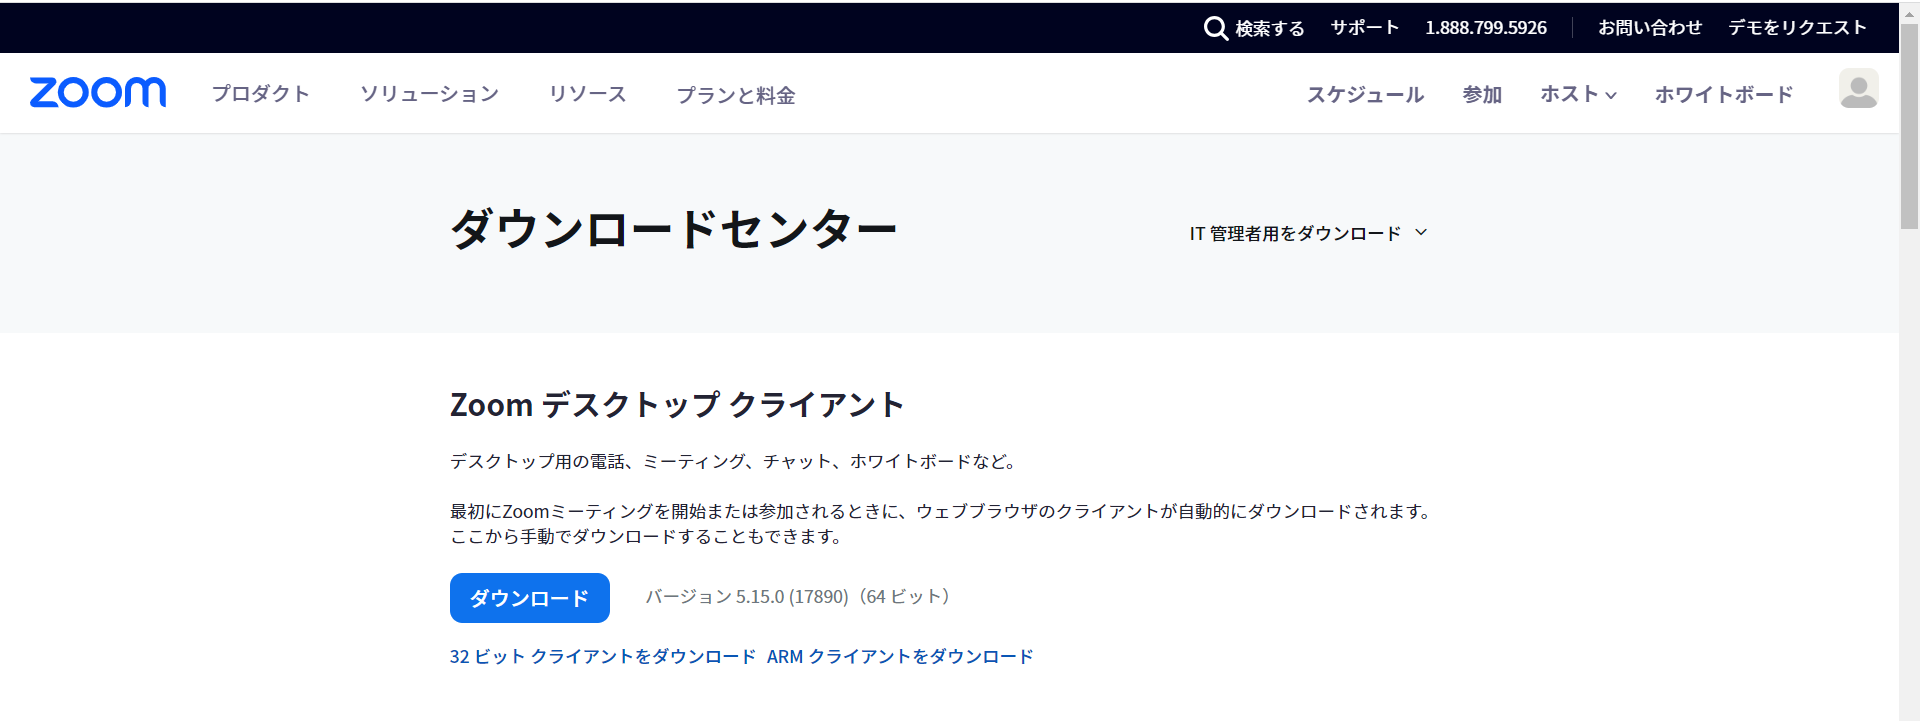 検索する サポート 1.888.799.5926 お問い合わせ デモをリクエスト
zoom プロダクト ソリューション リソース プランと料金 スケジュール 参加 ホスト ホワイトボード
ダウンロードセンター
IT 管理者用をダウンロード
Zoom デスクトップ クライアント
デスクトップ用の電話、ミーティング、チャット、ホワイトボードなど。
最初にZoomミーティングを開始または参加されるときに、ウェブブラウザのクライアントが自動的にダウンロードされます。
ここから手動でダウンロードすることもできます。
ダウンロード バージョン 5.15.0 (17890)（64 ビット）
32 ビット クライアントをダウンロード ARM クライアントをダウンロード